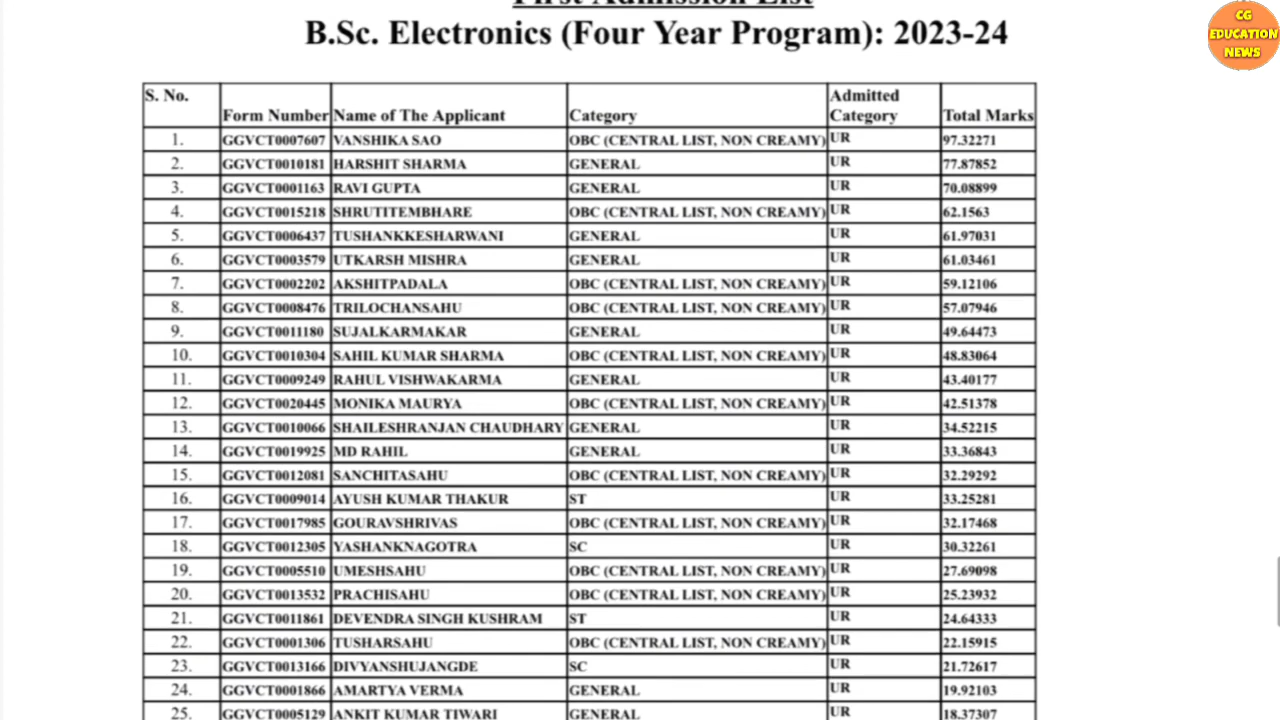 First Admission List
B.Sc. Electronics (Four Year Program): 2023-24
CG
EDUCATION
NEWS
S. No. Form Number Name of The Applicant Category Admitted Category Total Marks
1. GGVCT0007607 VANSHIKA SAO OBC (CENTRAL LIST, NON CREAMY) UR 97.32271
2. GGVCT0010181 HARSHIT SHARMA GENERAL UR 77.87852
3. GGVCT0001163 RAVI GUPTA GENERAL UR 70.08899
4. GGVCT0015218 SHRUTITEMBHARE OBC (CENTRAL LIST, NON CREAMY) UR 62.1563
5. GGVCT0006437 TUSHANKKESHARWANI GENERAL UR 61.97031
6. GGVCT0003579 UTKARSH MISHRA GENERAL UR 61.03461
7. GGVCT0002202 AKSHITPADALA OBC (CENTRAL LIST, NON CREAMY) UR 59.12106
8. GGVCT0008476 TRILOCHANSAHU OBC (CENTRAL LIST, NON CREAMY) UR 57.07946
9. GGVCT0011180 SUJALKARMAKAR GENERAL UR 49.64473
10. GGVCT0010304 SAHIL KUMAR SHARMA OBC (CENTRAL LIST, NON CREAMY) UR 48.83064
11. GGVCT0009249 RAHUL VISHWAKARMA GENERAL UR 43.40177
12. GGVCT0020445 MONIKA MAURYA OBC (CENTRAL LIST, NON CREAMY) UR 42.51378
13. GGVCT0010066 SHAILESHRANJAN CHAUDHARY GENERAL UR 34.52215
14. GGVCT0019925 MD RAHIL GENERAL UR 33.36843
15. GGVCT0012081 SANCHITASAHU OBC (CENTRAL LIST, NON CREAMY) UR 32.29292
16. GGVCT0009014 AYUSH KUMAR THAKUR ST UR 33.25281
17. GGVCT0017985 GOURAVSHRIVAS OBC (CENTRAL LIST, NON CREAMY) UR 32.17468
18. GGVCT0012305 YASHANKNAGOTRA SC UR 30.32261
19. GGVCT0005510 UMESHSAHU OBC (CENTRAL LIST, NON CREAMY) UR 27.69098
20. GGVCT0013532 PRACHISAHU OBC (CENTRAL LIST, NON CREAMY) UR 25.23932
21. GGVCT0011861 DEVENDRA SINGH KUSHRAM ST UR 24.64333
22. GGVCT0001306 TUSHARSAHU OBC (CENTRAL LIST, NON CREAMY) UR 22.15915
23. GGVCT0013166 DIVYANSHUJANGDE SC UR 21.72617
24. GGVCT0001866 AMARTYA VERMA GENERAL UR 19.92103
25. GGVCT0005129 ANKIT KUMAR TIWARI GENERAL UR 18.37307